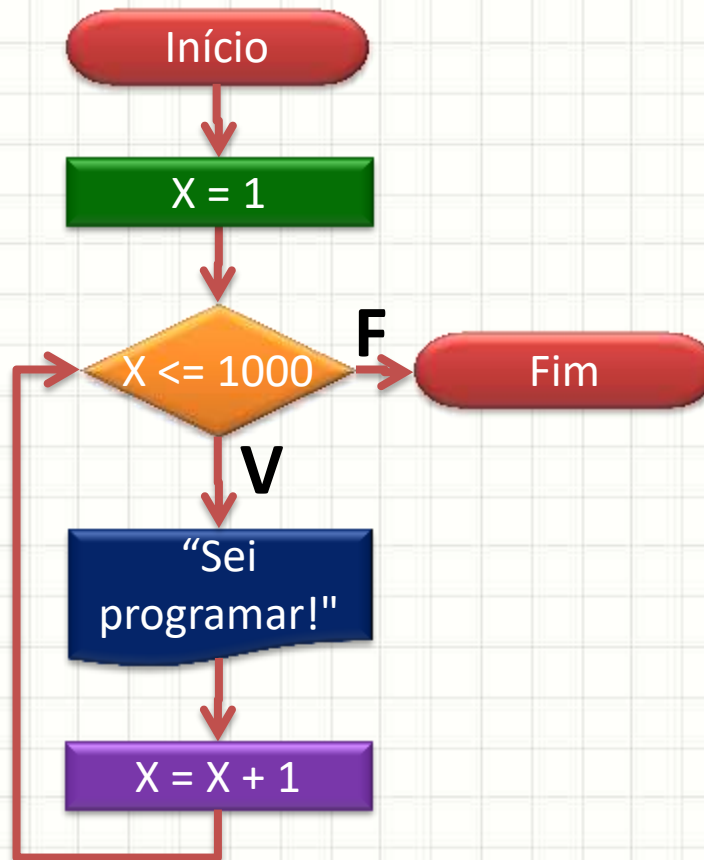 Início
X = 1
X <= 1000
F
Fim
V
“Sei
programar!"
X = X + 1